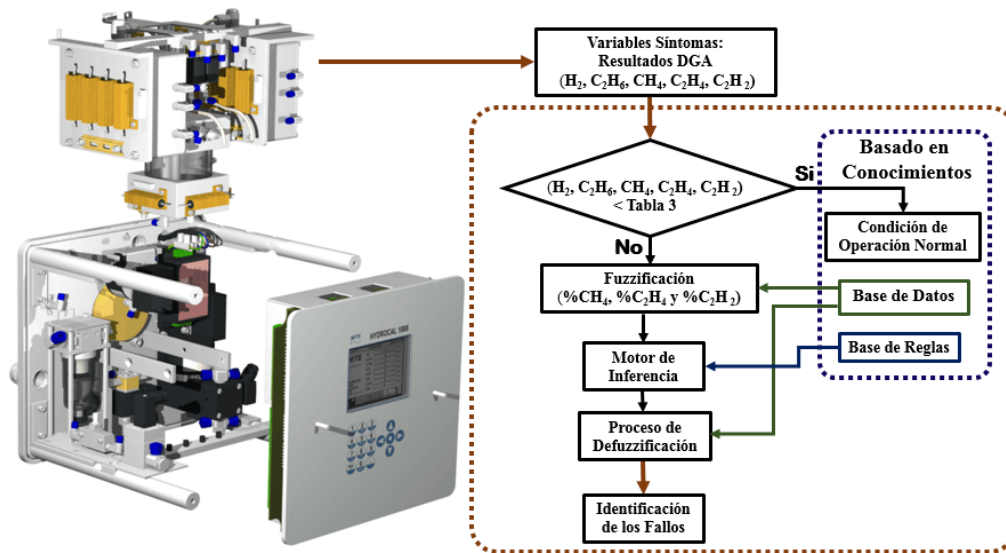 Variables Síntomas:
Resultados DGA
(H₂, C₂H₆, CH₄, C₂H₄, C₂H₂)
(H₂, C₂H₆, CH₄, C₂H₄, C₂H₂)
< Tabla 3
Si
No
Basado en
Conocimientos
Condición de
Operación Normal
Fuzzificación
(%CH₄, %C₂H₄ y %C₂H₂)
Base de Datos
Base de Reglas
Motor de
Inferencia
Proceso de
Defuzzificación
Identificación
de los Fallos
MTE
HYDROCAL 1008